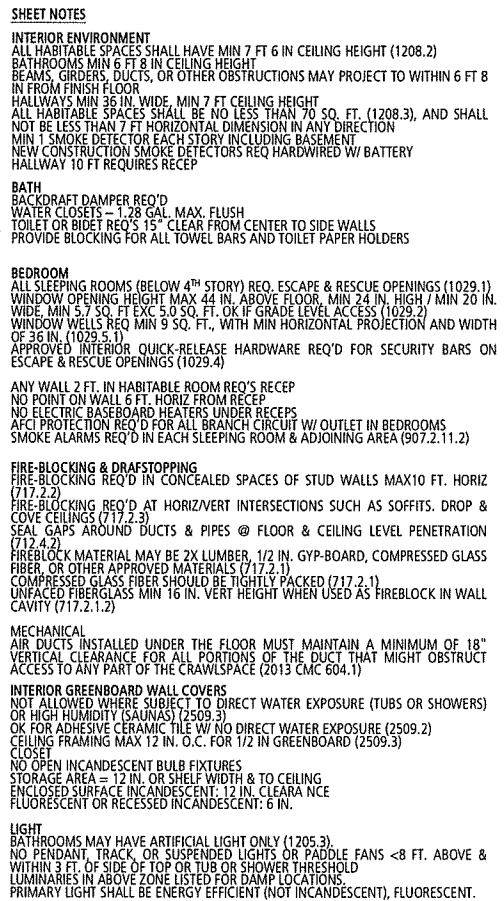 SHEET NOTES
INTERIOR ENVIRONMENT
ALL HABITABLE SPACES SHALL HAVE MIN 7 FT 6 IN CEILING HEIGHT (1208.2)
BATHROOMS MIN 6 FT 8 IN CEILING HEIGHT
BEAMS, GIRDERS, DUCTS, OR OTHER OBSTRUCTIONS MAY PROJECT TO WITHIN 6 FT 8
IN FROM FINISH FLOOR
HALLWAYS MIN 36 IN. WIDE, MIN 7 FT CEILING HEIGHT
ALL HABITABLE SPACES SHALL BE NO LESS THAN 70 SQ. FT. (1208.3), AND SHALL
NOT BE LESS THAN 7 FT HORIZONTAL DIMENSION IN ANY DIRECTION
MIN 1 SMOKE DETECTOR EACH STORY INCLUDING BASEMENT
NEW CONSTRUCTION SMOKE DETECTORS REQ HARDWIRED W/ BATTERY
HALLWAY 10 FT REQUIRES RECEP
BATH
BACKDRAFT DAMPER REQ'D
WATER CLOSETS – 1.28 GAL. MAX. FLUSH
TOILET OR BIDET REQ'S 15" CLEAR FROM CENTER TO SIDE WALLS
PROVIDE BLOCKING FOR ALL TOWEL BARS AND TOILET PAPER HOLDERS
BEDROOM
ALL SLEEPING ROOMS (BELOW 4TH STORY) REQ. ESCAPE & RESCUE OPENINGS (1029.1)
WINDOW OPENING HEIGHT MAX 44 IN. ABOVE FLOOR, MIN 24 IN. HIGH / MIN 20 IN.
WIDE, MIN 5.7 SQ. FT EXC 5.0 SQ. FT. OK IF GRADE LEVEL ACCESS (1029.2)
WINDOW WELLS REQ MIN 9 SQ. FT., WITH MIN HORIZONTAL PROJECTION AND WIDTH
OF 36 IN. (1029.5.1)
APPROVED INTERIOR QUICK-RELEASE HARDWARE REQ'D FOR SECURITY BARS ON
ESCAPE & RESCUE OPENINGS (1029.4)
ANY WALL 2 FT. IN HABITABLE ROOM REQ'S RECEP
NO POINT ON WALL 6 FT. HORIZ FROM RECEP
NO ELECTRIC BASEBOARD HEATERS UNDER RECEPS
AFCI PROTECTION REQ'D FOR ALL BRANCH CIRCUIT W/ OUTLET IN BEDROOMS
SMOKE ALARMS REQ'D IN EACH SLEEPING ROOM & ADJOINING AREA (907.2.11.2)
FIRE-BLOCKING & DRAFSTOPPING
FIRE-BLOCKING REQ'D IN CONCEALED SPACES OF STUD WALLS MAX10 FT. HORIZ
(717.2.2)
FIRE-BLOCKING REQ'D AT HORIZ/VERT INTERSECTIONS SUCH AS SOFFITS. DROP &
COVE CEILINGS (717.2.3)
SEAL GAPS AROUND DUCTS & PIPES @ FLOOR & CEILING LEVEL PENETRATION
(712.4.2)
FIREBLOCK MATERIAL MAY BE 2X LUMBER, 1/2 IN. GYP-BOARD, COMPRESSED GLASS
FIBER, OR OTHER APPROVED MATERIALS (717.2.1)
COMPRESSED GLASS FIBER SHOULD BE TIGHTLY PACKED (717.2.1)
UNFACED FIBERGLASS MIN 16 IN. VERT HEIGHT WHEN USED AS FIREBLOCK IN WALL
CAVITY (717.2.1.2)
MECHANICAL
AIR DUCTS INSTALLED UNDER THE FLOOR MUST MAINTAIN A MINIMUM OF 18"
VERTICAL CLEARANCE FOR ALL PORTIONS OF THE DUCT THAT MIGHT OBSTRUCT
ACCESS TO ANY PART OF THE CRAWLSPACE (2013 CMC 604.1)
INTERIOR GREENBOARD WALL COVERS
NOT ALLOWED WHERE SUBJECT TO DIRECT WATER EXPOSURE (TUBS OR SHOWERS)
OR HIGH HUMIDITY (SAUNAS) (2509.3)
OK FOR ADHESIVE CERAMIC TILE W/ NO DIRECT WATER EXPOSURE (2509.2)
CEILING FRAMING MAX 12 IN. O.C. FOR 1/2 IN GREENBOARD (2509.3)
CLOSET
NO OPEN INCANDESCENT BULB FIXTURES
STORAGE AREA = 12 IN. OR SHELF WIDTH & TO CEILING
ENCLOSED SURFACE INCANDESCENT: 12 IN. CLEARA NCE
FLUORESCENT OR RECESSED INCANDESCENT: 6 IN.
LIGHT
BATHROOMS MAY HAVE ARTIFICIAL LIGHT ONLY (1205.3).
NO PENDANT, TRACK, OR SUSPENDED LIGHTS OR PADDLE FANS <8 FT. ABOVE &
WITHIN 3 FT. OF SIDE OF TOP OR TUB OR SHOWER THRESHOLD
LUMINARIES IN ABOVE ZONE LISTED FOR DAMP LOCATIONS.
PRIMARY LIGHT SHALL BE ENERGY EFFICIENT (NOT INCANDESCENT), FLUORESCENT.